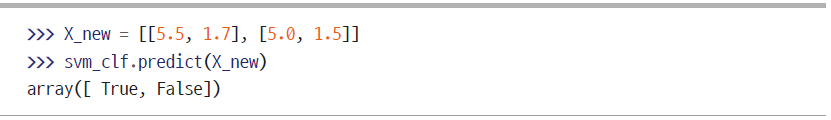 >>> X_new = [[5.5, 1.7], [5.0, 1.5]]
>>> svm_clf.predict(X_new)
array([ True, False])